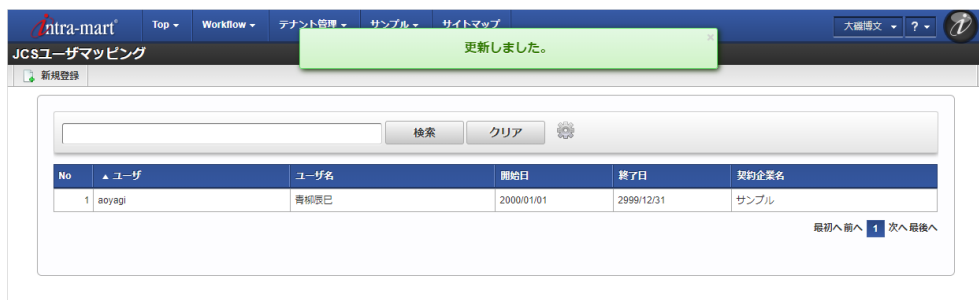 intra-mart Top Workflow テナント管理 サンプル サイトマップ 大磯博文 ?
更新しました。 ×
JCSユーザマッピング
新規登録
検索 クリア
No ▲ ユーザ ユーザ名 開始日 終了日 契約企業名
1 aoyagi 青柳辰巳 2000/01/01 2999/12/31 サンプル
最初へ 前へ 1 次へ 最後へ